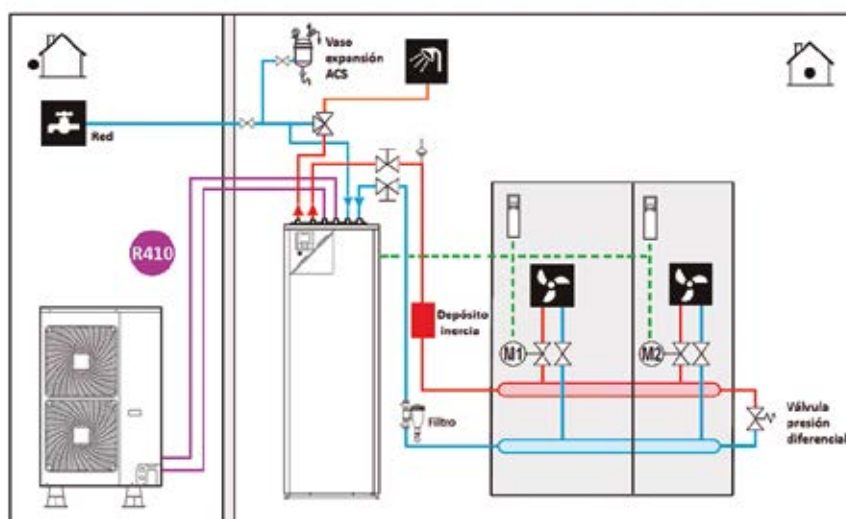 Vaso
expansión
ACS
Red
R410
Depósito
inercia
M1
M2
Filtro
Válvula
presión
diferencial